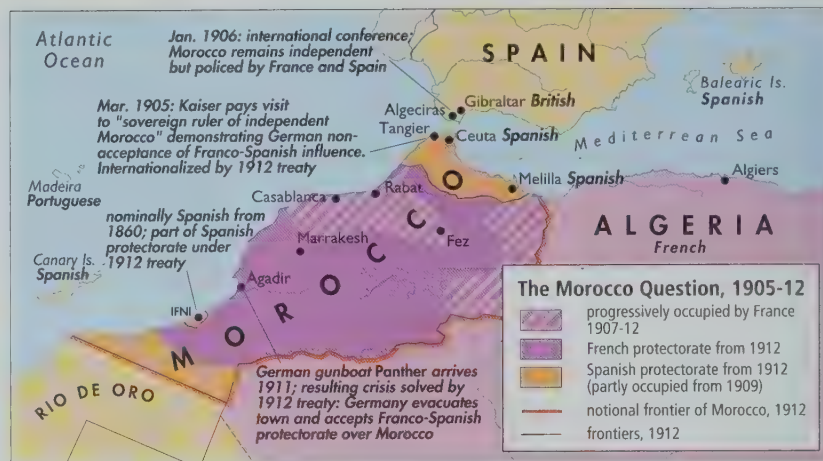 Atlantic
Ocean
Jan. 1906: international conference;
Morocco remains independent
but policed by France and Spain
SPAIN
Balearic Is.
Spanish
Mar. 1905: Kaiser pays visit
to "sovereign ruler of independent
Morocco" demonstrating German non-
acceptance of Franco-Spanish influence.
Internationalized by 1912 treaty
Algeciras
Gibraltar British
Tangier
Ceuta Spanish
Mediterrean Sea
Madeira
Portuguese
Casablanca
Rabat
Melilla Spanish
Algiers
nominally Spanish from
1860; part of Spanish
protectorate under
1912 treaty
Marrakesh
Fez
ALGERIA
French
Canary Is.
Spanish
Agadir
IFNI
MOROCCO
RIO DE ORO
German gunboat Panther arrives
1911; resulting crisis solved by
1912 treaty: Germany evacuates
town and accepts Franco-Spanish
protectorate over Morocco
The Morocco Question, 1905-12
progressively occupied by France
1907-12
French protectorate from 1912
Spanish protectorate from 1912
(partly occupied from 1909)
notional frontier of Morocco, 1912
frontiers, 1912